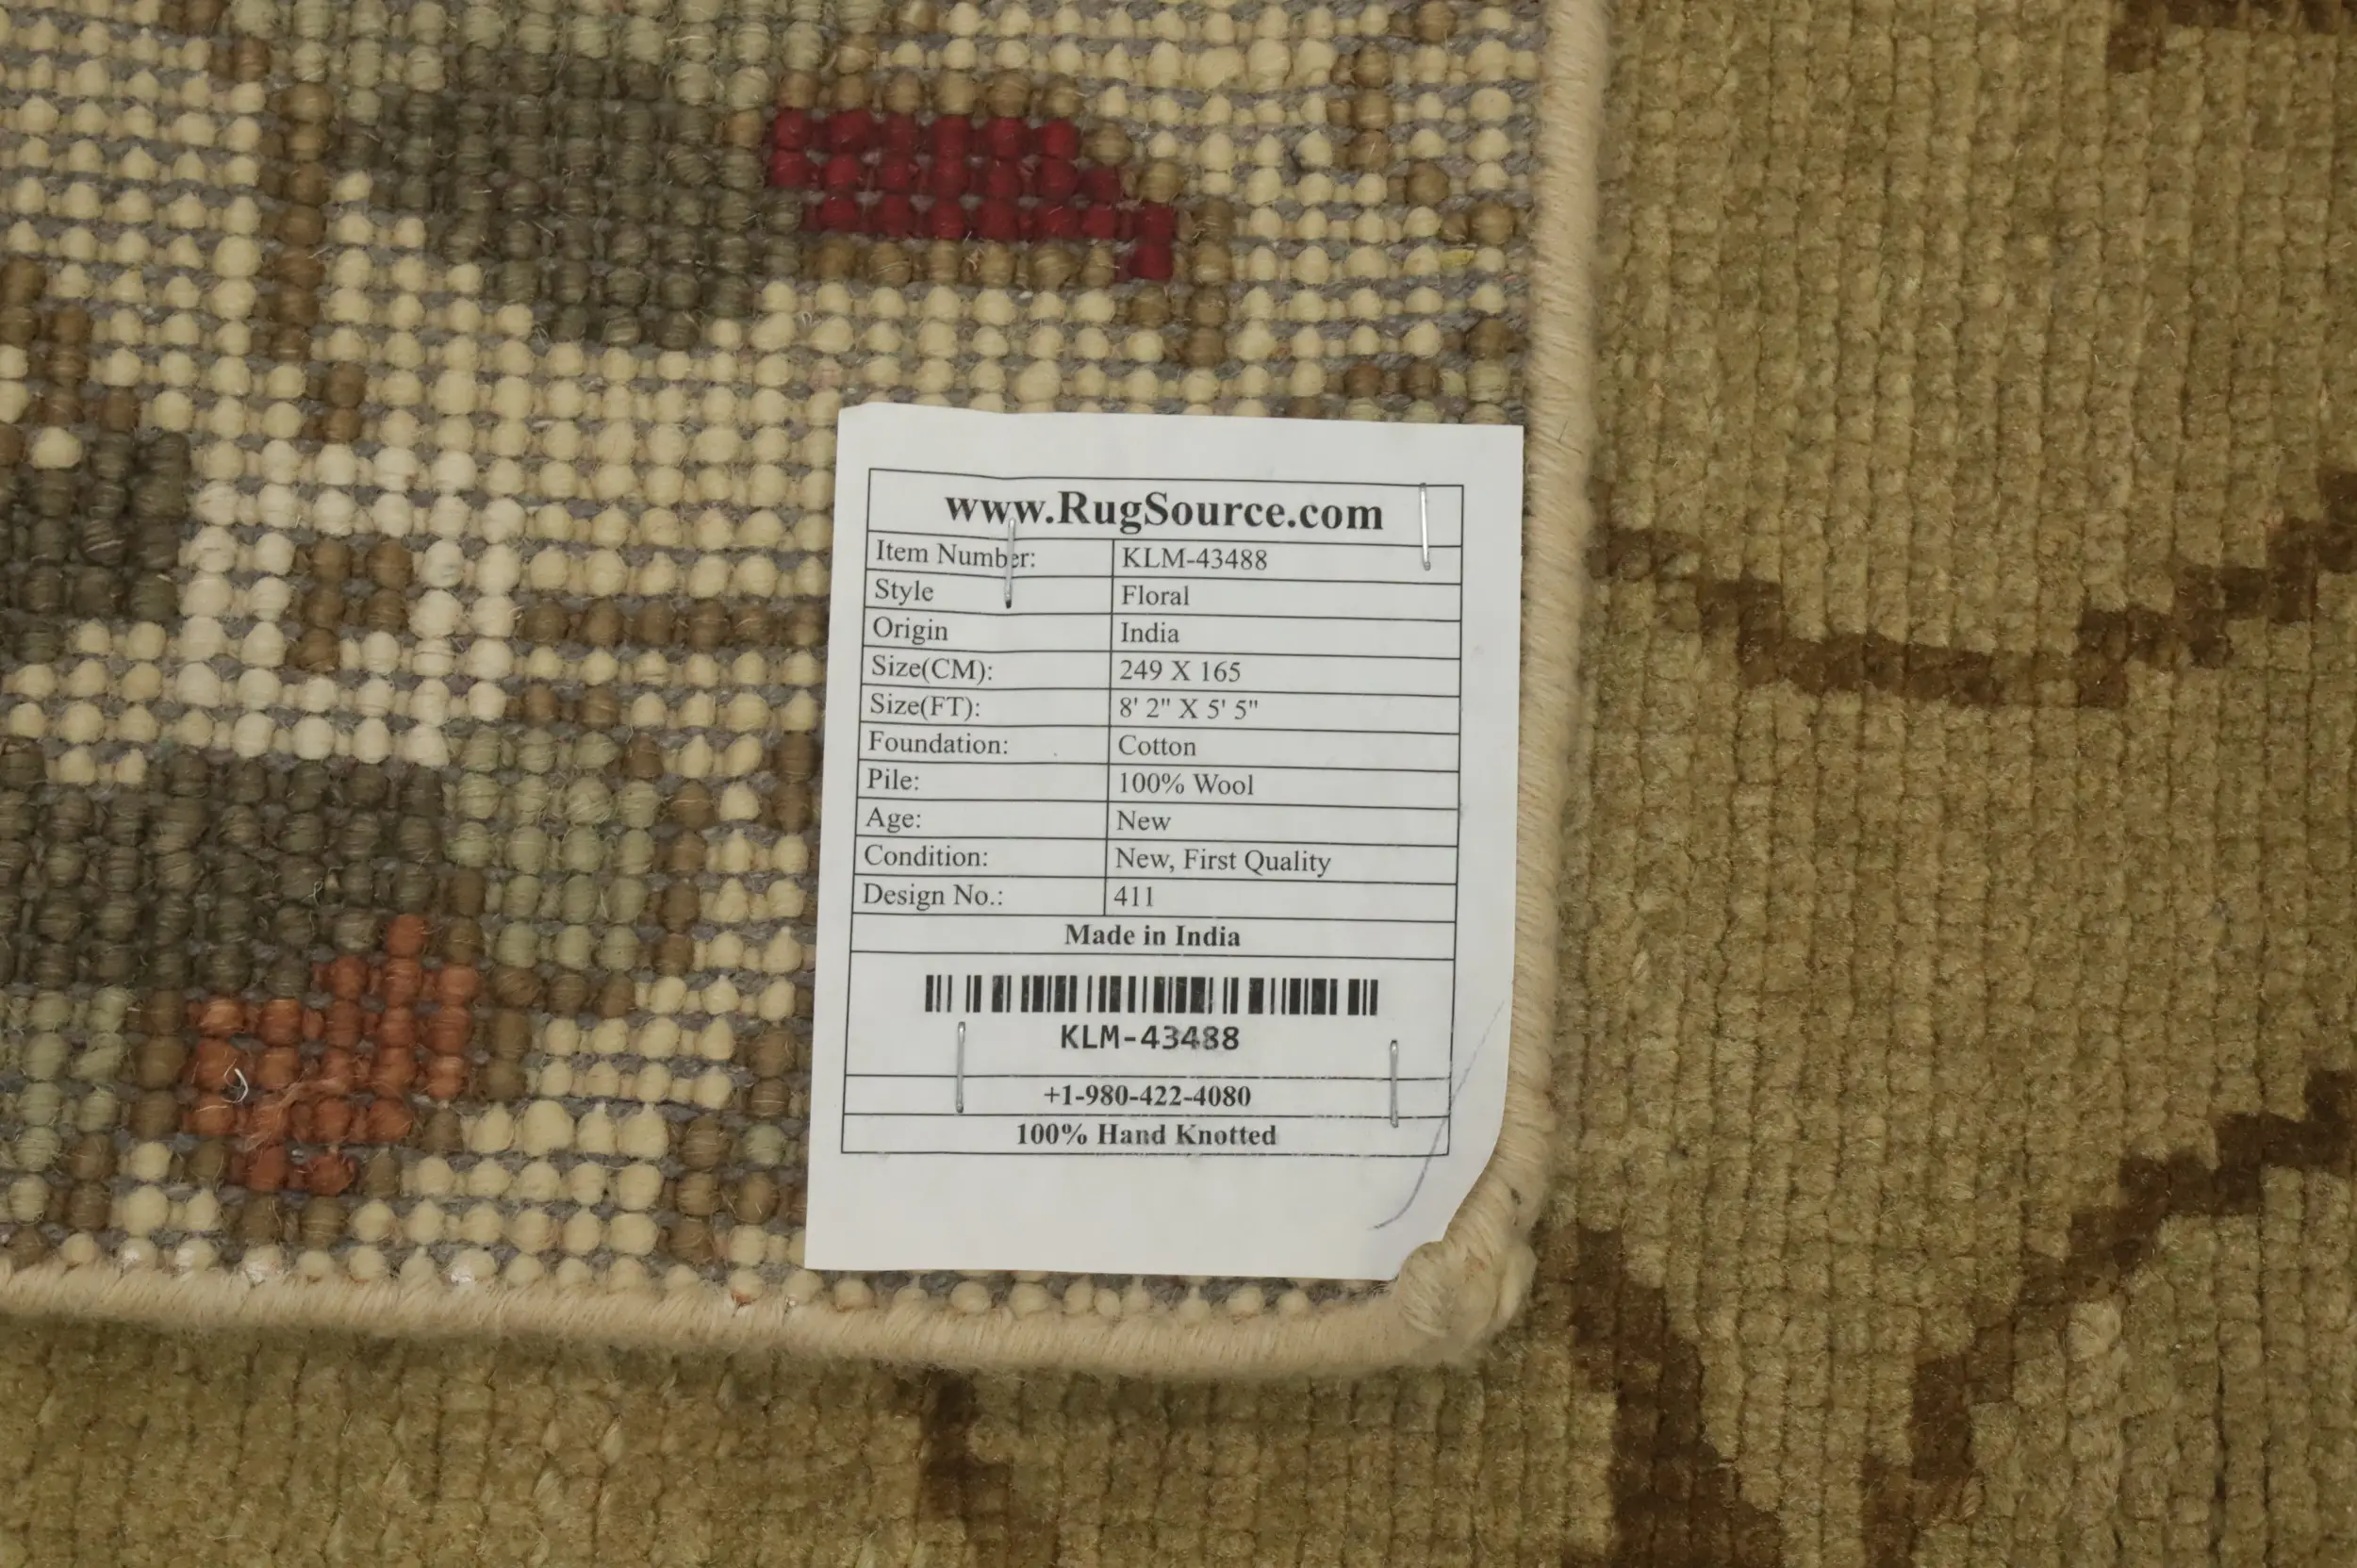 www.RugSource.com
Item Number: KLM-43488
Style Floral
Origin India
Size(CM): 249 X 165
Size(FT): 8' 2" X 5' 5"
Foundation: Cotton
Pile: 100% Wool
Age: New
Condition: New, First Quality
Design No.: 411
Made in India
KLM-43488
+1-980-422-4080
100% Hand Knotted